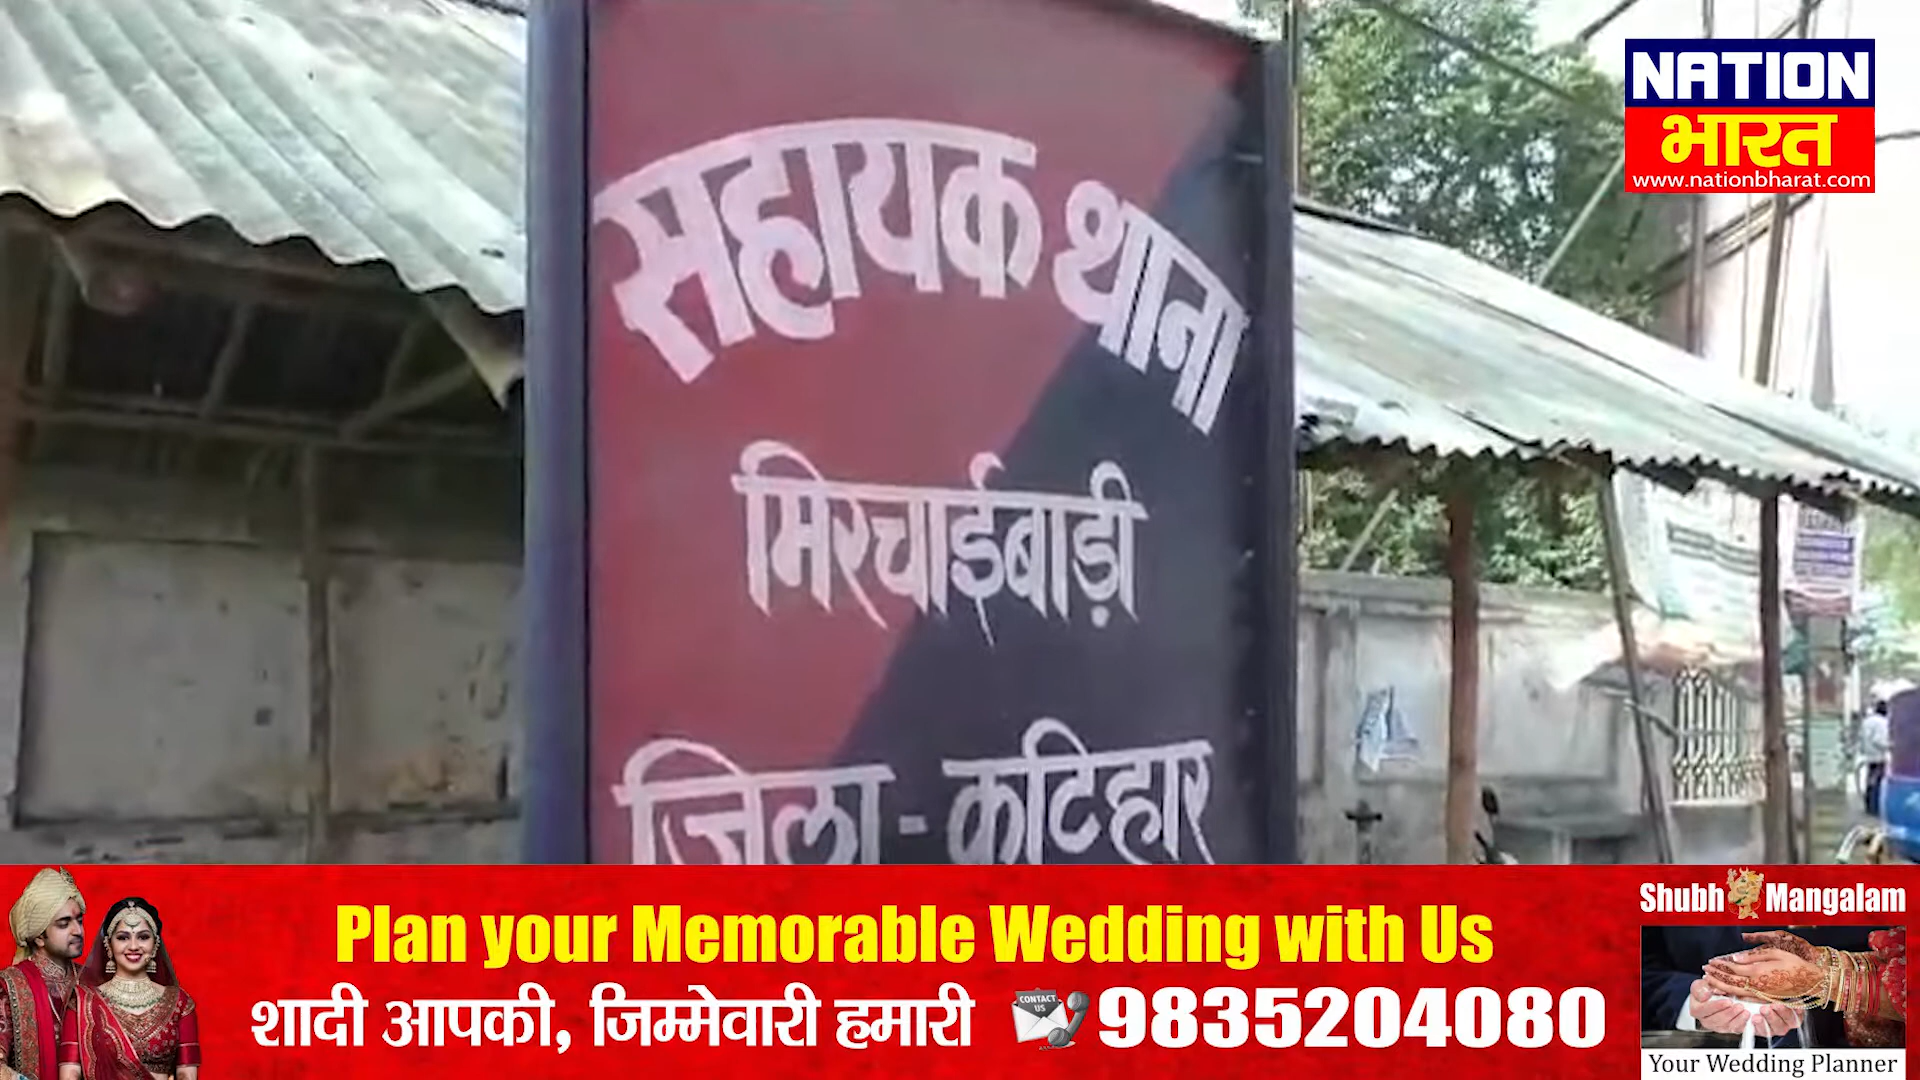 NATION
भारत
www.nationbharat.com
सहायक थाना
मिरचाईबाड़ी
जिला - कटिहार
Plan your Memorable Wedding with Us
शादी आपकी, जिम्मेवारी हमारी
CONTACT US
9835204080
Shubh Mangalam
Your Wedding Planner